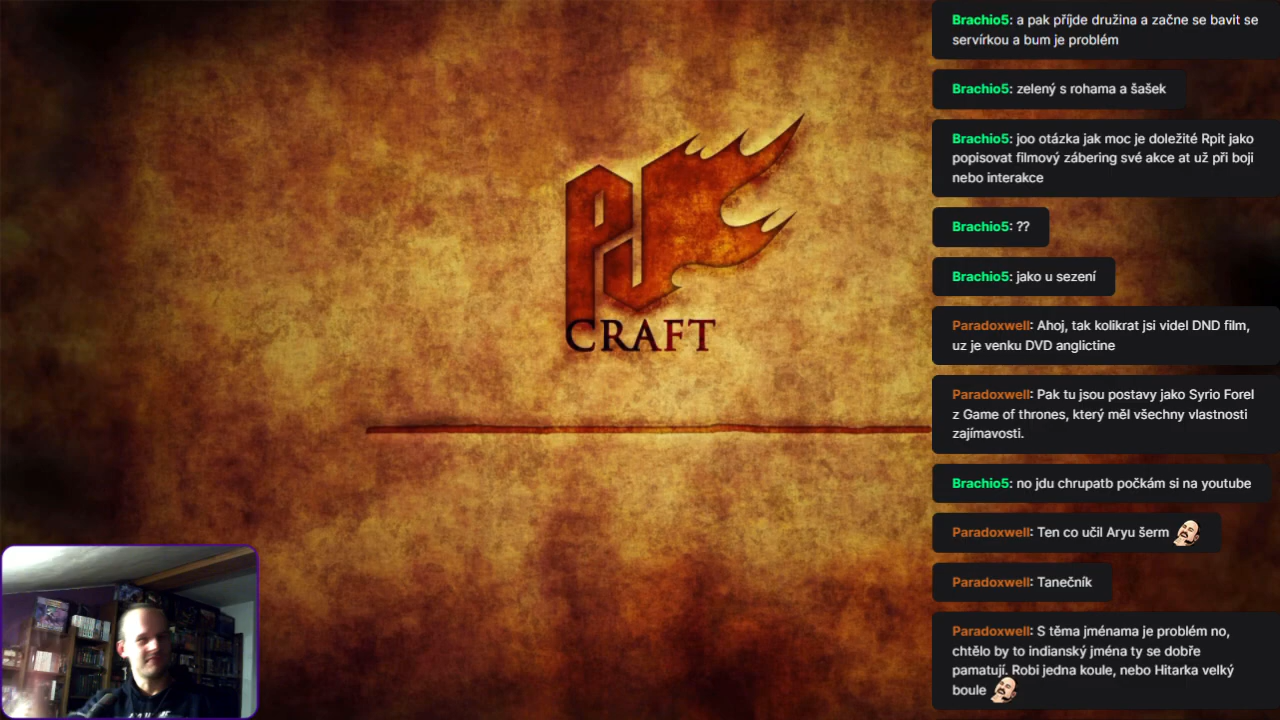 PJ
CRAFT
Brachio5: a pak příjde družina a začne se bavit se
servírkou a bum je problém
Brachio5: zelený s rohama a šašek
Brachio5: joo otázka jak moc je doležité Rpit jako
popisovat filmový zábering své akce at už při boji
nebo interakce
Brachio5: ??
Brachio5: jako u sezení
Paradoxwell: Ahoj, tak kolikrat jsi videl DND film,
uz je venku DVD anglictine
Paradoxwell: Pak tu jsou postavy jako Syrio Forel
z Game of thrones, který měl všechny vlastnosti
zajímavosti.
Brachio5: no jdu chrupatb počkám si na youtube
Paradoxwell: Ten co učil Aryu šerm
Paradoxwell: Tanečník
Paradoxwell: S těma jménama je problém no,
chtělo by to indianský jména ty se dobře
pamatují. Robi jedna koule, nebo Hitarka velký
boule